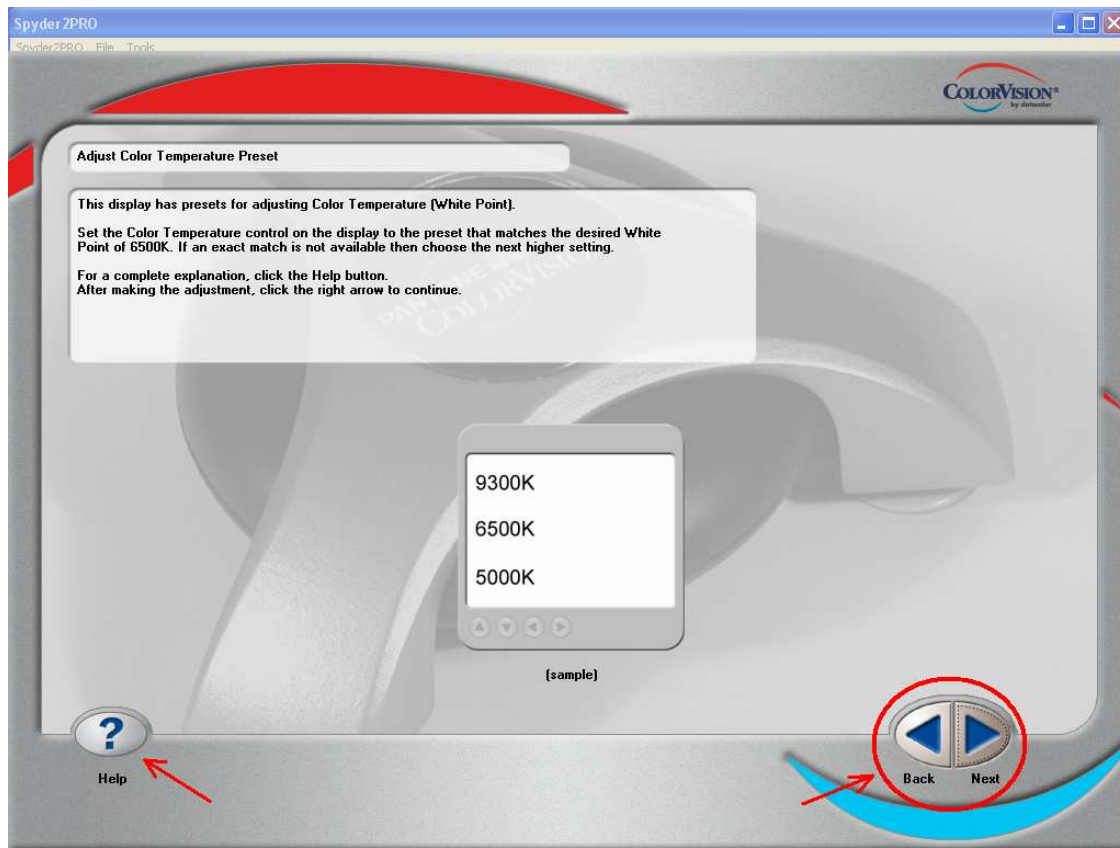 Spyder2PRO
Spyder2PRO File Tools
COLORVISION®
by datacolor
Adjust Color Temperature Preset
This display has presets for adjusting Color Temperature (White Point).
Set the Color Temperature control on the display to the preset that matches the desired White
Point of 6500K. If an exact match is not available then choose the next higher setting.
For a complete explanation, click the Help button.
After making the adjustment, click the right arrow to continue.
PANTONE
COLORVISION
9300K
6500K
5000K
(sample)
?
Help
Back Next